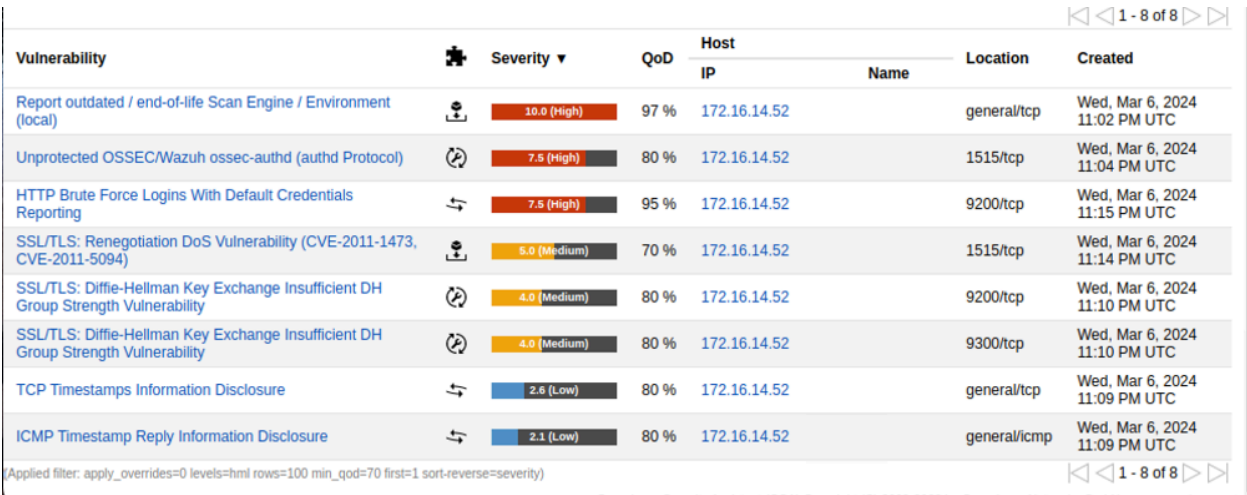 1 - 8 of 8
Vulnerability Severity ▼ QoD Host Location Created
IP Name
Report outdated / end-of-life Scan Engine / Environment
(local)
10.0 (High) 97 % 172.16.14.52 general/tcp Wed, Mar 6, 2024
11:02 PM UTC
Unprotected OSSEC/Wazuh ossec-authd (authd Protocol) 7.5 (High) 80 % 172.16.14.52 1515/tcp Wed, Mar 6, 2024
11:04 PM UTC
HTTP Brute Force Logins With Default Credentials
Reporting
7.5 (High) 95 % 172.16.14.52 9200/tcp Wed, Mar 6, 2024
11:15 PM UTC
SSL/TLS: Renegotiation DoS Vulnerability (CVE-2011-1473,
CVE-2011-5094)
5.0 (Medium) 70 % 172.16.14.52 1515/tcp Wed, Mar 6, 2024
11:14 PM UTC
SSL/TLS: Diffie-Hellman Key Exchange Insufficient DH
Group Strength Vulnerability
4.0 (Medium) 80 % 172.16.14.52 9200/tcp Wed, Mar 6, 2024
11:10 PM UTC
SSL/TLS: Diffie-Hellman Key Exchange Insufficient DH
Group Strength Vulnerability
4.0 (Medium) 80 % 172.16.14.52 9300/tcp Wed, Mar 6, 2024
11:10 PM UTC
TCP Timestamps Information Disclosure 2.6 (Low) 80 % 172.16.14.52 general/tcp Wed, Mar 6, 2024
11:09 PM UTC
ICMP Timestamp Reply Information Disclosure 2.1 (Low) 80 % 172.16.14.52 general/icmp Wed, Mar 6, 2024
11:09 PM UTC
(Applied filter: apply_overrides=0 levels=hml rows=100 min_qod=70 first=1 sort-reverse=severity) 1 - 8 of 8